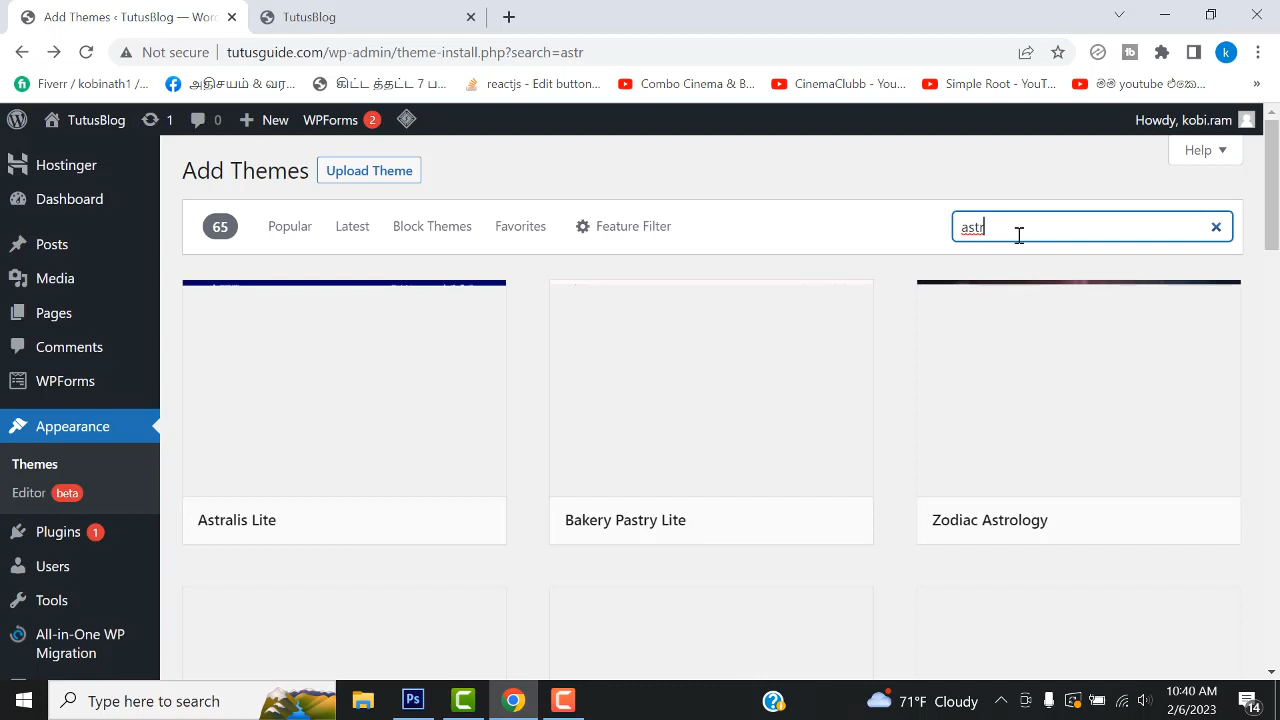 Add Themes ‹ TutusBlog — Wor
TutusBlog
Not secure
tutusguide.com/wp-admin/theme-install.php?search=astr
Fiverr / kobinath1 /...
அதிசயம் & வர...
கிட்டத்தட்ட 7 ப...
reactjs - Edit button...
Combo Cinema & B...
CinemaClubb - You...
Simple Root - YouT...
මම youtube එකෙ...
»
TutusBlog
1
0
New
WPForms
2
Howdy, kobi.ram
Hostinger
Dashboard
Posts
Media
Pages
Comments
WPForms
Appearance
Themes
Editor beta
Plugins 1
Users
Tools
All-in-One WP
Migration
Add Themes
Upload Theme
Help
65
Popular
Latest
Block Themes
Favorites
Feature Filter
astr
Astralis Lite
Bakery Pastry Lite
Zodiac Astrology
Type here to search
Ps
71°F Cloudy
10:40 AM
2/6/2023
14